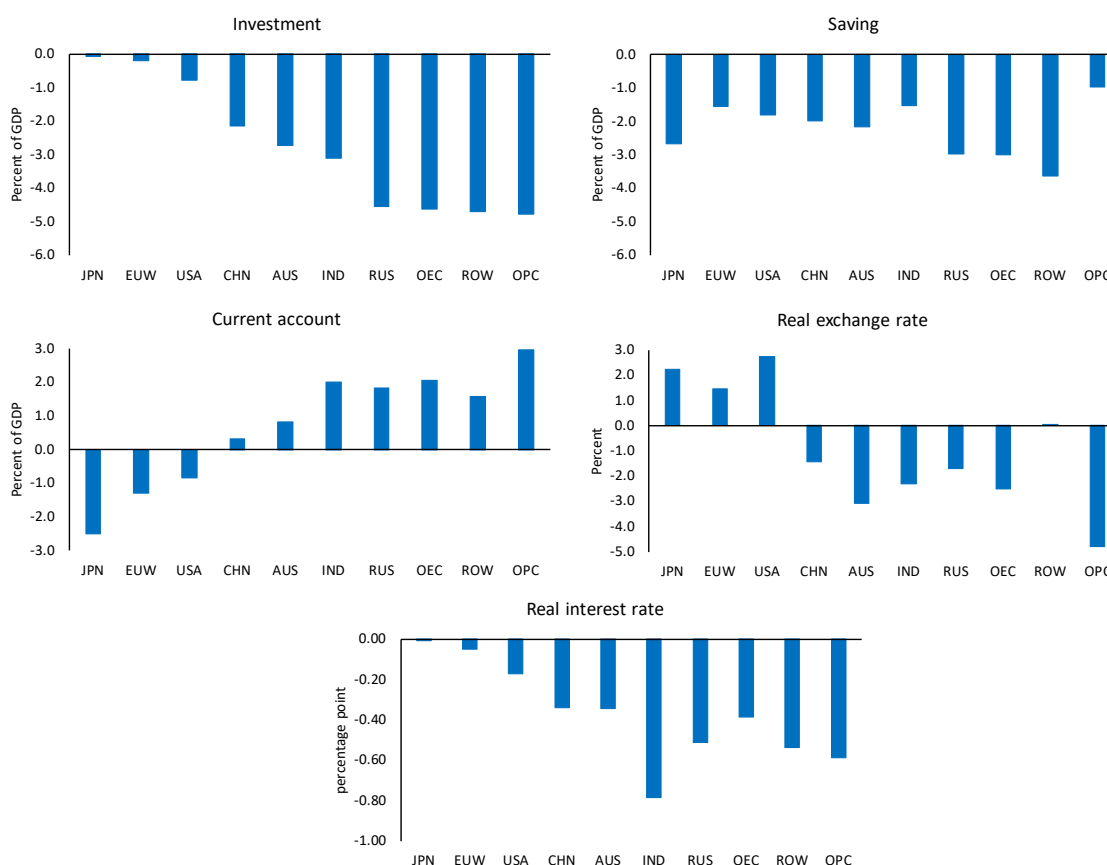 Investment
Percent of GDP
0.0
-1.0
-2.0
-3.0
-4.0
-5.0
-6.0
JPN EUW USA CHN AUS IND RUS OEC ROW OPC
Saving
Percent of GDP
0.0
-1.0
-2.0
-3.0
-4.0
-5.0
-6.0
JPN EUW USA CHN AUS IND RUS OEC ROW OPC
Current account
Percent of GDP
3.0
2.0
1.0
0.0
-1.0
-2.0
-3.0
JPN EUW USA CHN AUS IND RUS OEC ROW OPC
Real exchange rate
Percent
3.0
2.0
1.0
0.0
-1.0
-2.0
-3.0
-4.0
-5.0
JPN EUW USA CHN AUS IND RUS OEC ROW OPC
Real interest rate
percentage point
0.00
-0.20
-0.40
-0.60
-0.80
-1.00
JPN EUW USA CHN AUS IND RUS OEC ROW OPC